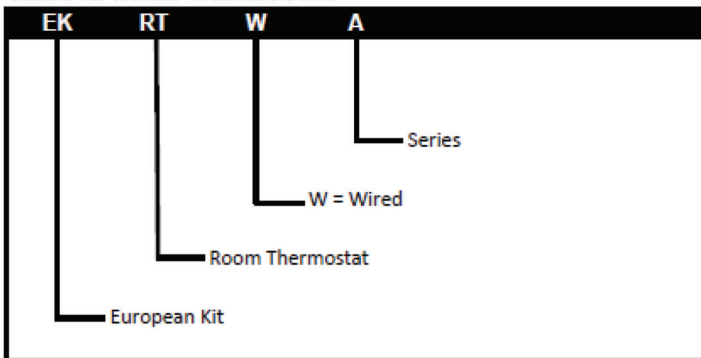 EK RT W A
Series
W = Wired
Room Thermostat
European Kit